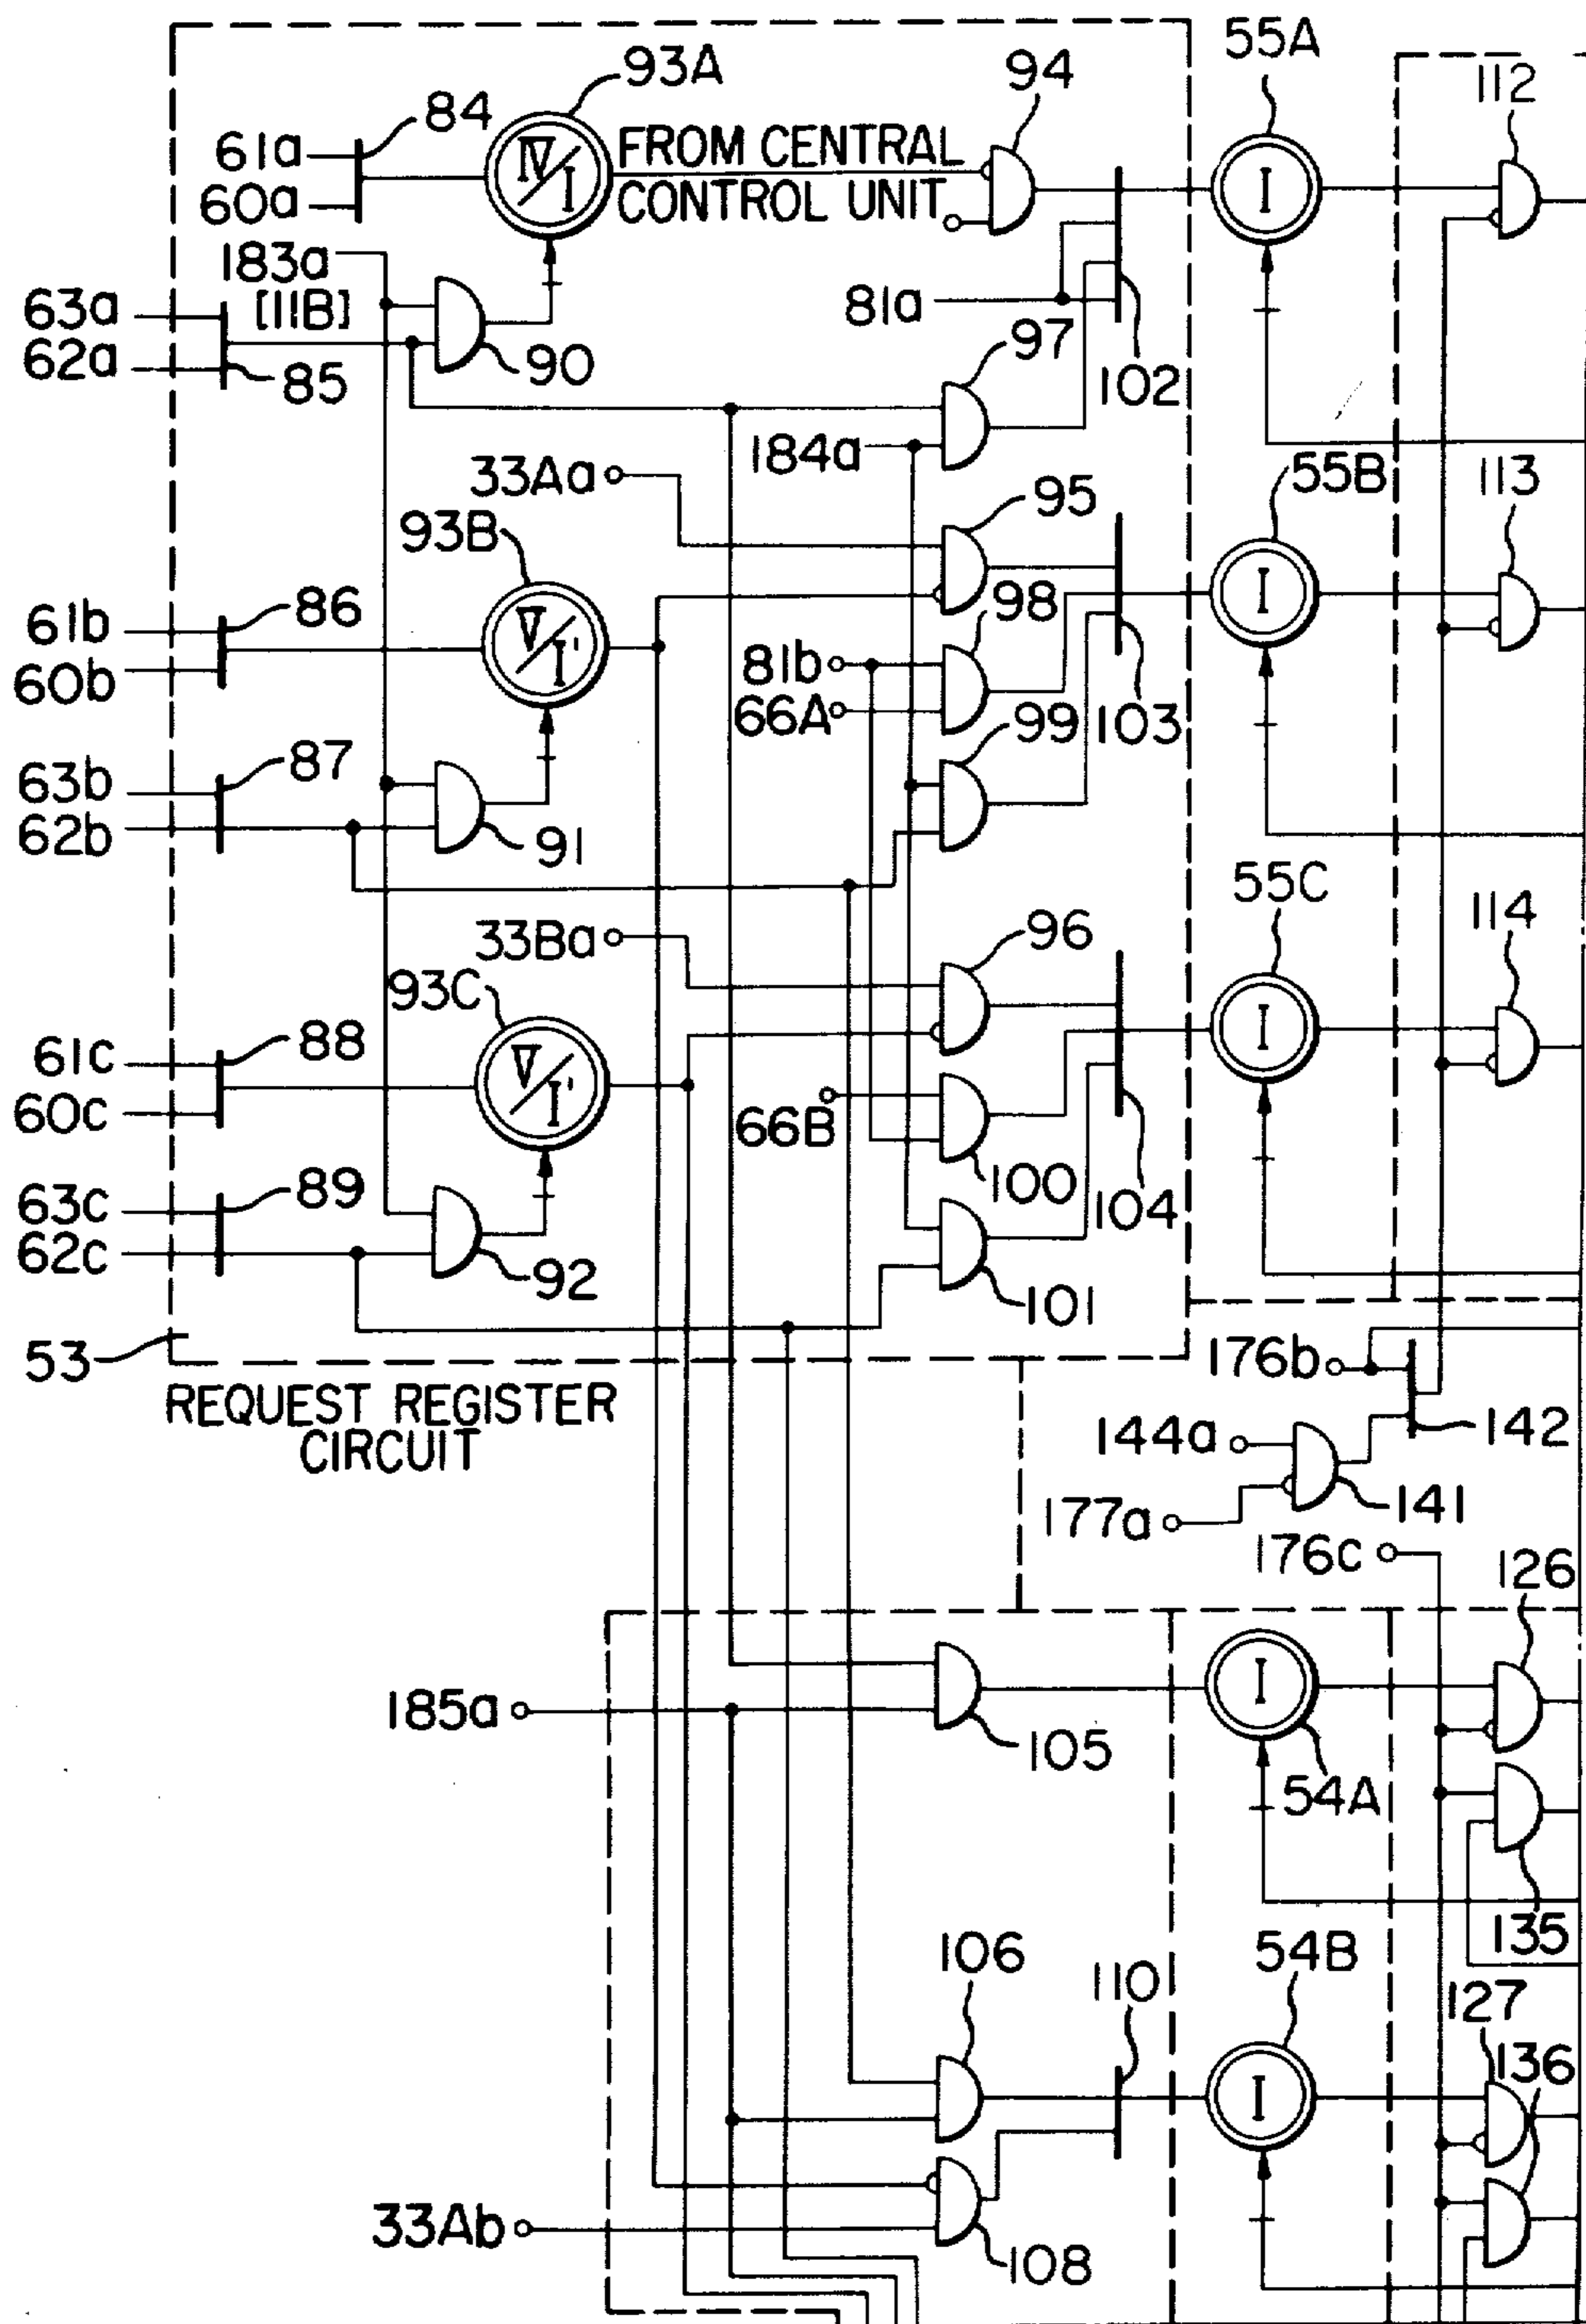 55A
93A
94
112
84
61a
IV/I
FROM CENTRAL
60a
CONTROL UNIT
I
183a
63a
[11B]
81a
62a
85
90
97
102
184a
33Aa
55B
113
93B
95
86
98
61b
V/I'
I
60b
81b
66A
99
103
63b
87
62b
91
55C
114
33Ba
96
93C
88
61c
V/I'
I
60c
66B
63c
89
100
104
62c
92
101
53
176b
REQUEST REGISTER
CIRCUIT
144a
142
177a
141
176c
126
I
185a
105
54A
135
106
110
54B
127
136
I
33Ab
108